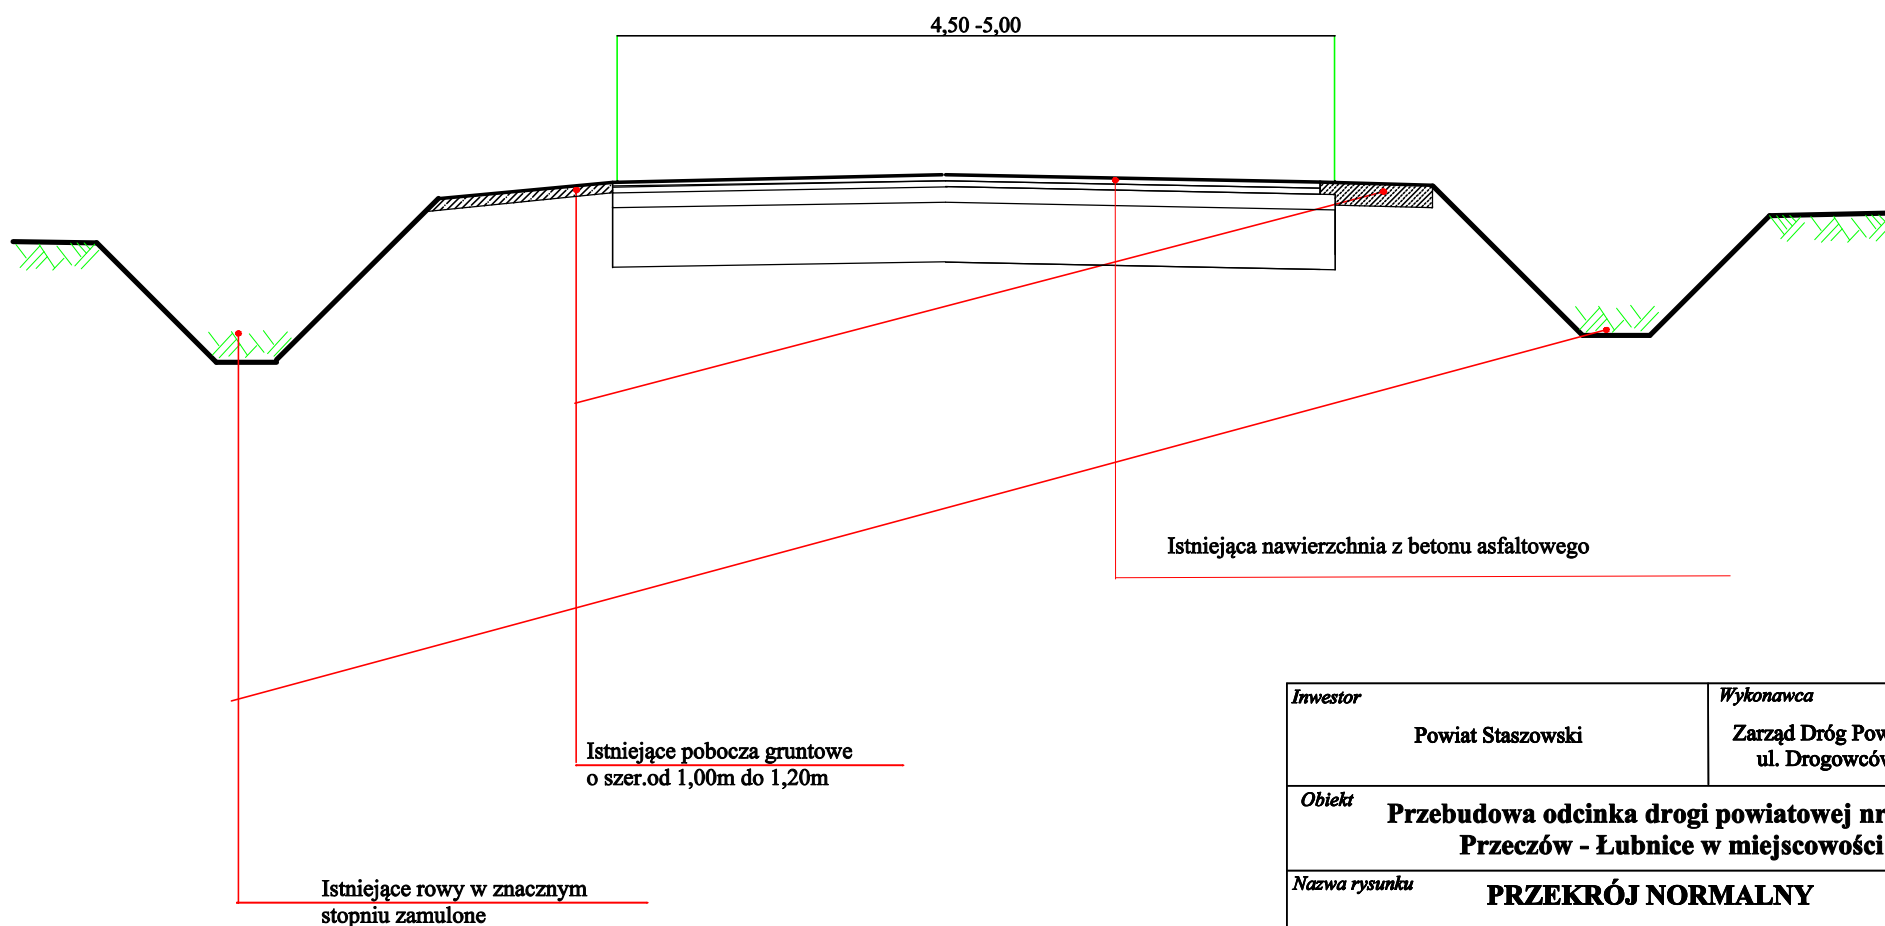 4,50 -5,00
Istniejąca nawierzchnia z betonu asfaltowego
Istniejące pobocza gruntowe
o szer.od 1,00m do 1,20m
Istniejące rowy w znacznym
stopniu zamulone
Inwestor
Powiat Staszowski
Wykonawca
Zarząd Dróg Pow
ul. Drogowców
Obiekt
Przebudowa odcinka drogi powiatowej nr
Przeczów - Łubnice w miejscowości
Nazwa rysunku
PRZEKRÓJ NORMALNY